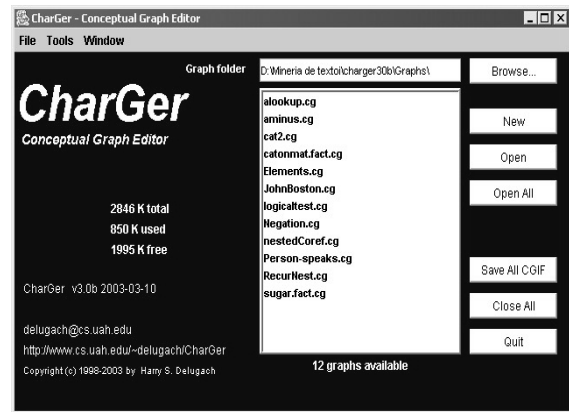 CharGer - Conceptual Graph Editor
File Tools Window
Graph folder
D:\Mineria de textoi\charger30b\Graphs\
Browse...
CharGer
Conceptual Graph Editor
2846 K total
850 K used
1995 K free
CharGer v3.0b 2003-03-10
delugach@cs.uah.edu
http://www.cs.uah.edu/~delugach/CharGer
Copyright (c) 1998-2003 by Harry S. Delugach
alookup.cg
aminus.cg
cat2.cg
catonmat.fact.cg
Elements.cg
JohnBoston.cg
logicaltest.cg
Negation.cg
nestedCoref.cg
Person-speaks.cg
RecurNest.cg
sugar.fact.cg
12 graphs available
New
Open
Open All
Save All CGIF
Close All
Quit